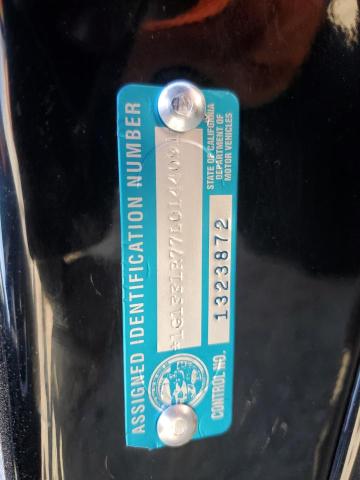 ASSIGNED IDENTIFICATION NUMBER
STATE OF CALIFORNIA
DEPARTMENT OF
MOTOR VEHICLES
CONTROL NO.
1323872